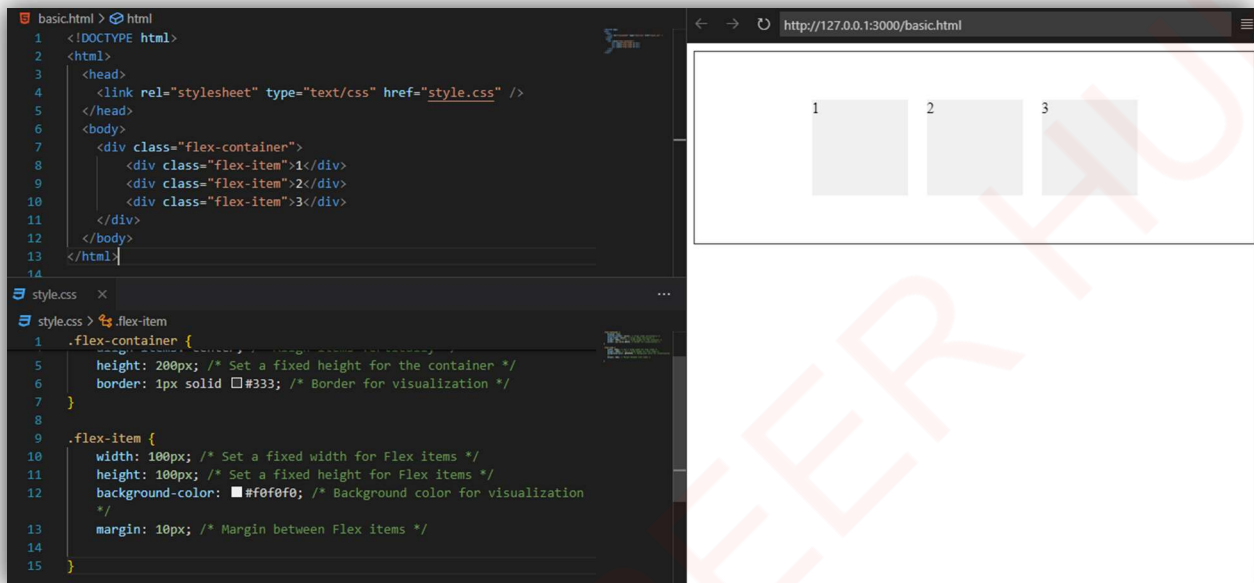 basic.html > html
1 <!DOCTYPE html>
2 <html>
3 <head>
4 <link rel="stylesheet" type="text/css" href="style.css" />
5 </head>
6 <body>
7 <div class="flex-container">
8 <div class="flex-item">1</div>
9 <div class="flex-item">2</div>
10 <div class="flex-item">3</div>
11 </div>
12 </body>
13 </html>
14
style.css
style.css > .flex-item
1 .flex-container {
5 height: 200px; /* Set a fixed height for the container */
6 border: 1px solid #333; /* Border for visualization */
7 }
8
9 .flex-item {
10 width: 100px; /* Set a fixed width for Flex items */
11 height: 100px; /* Set a fixed height for Flex items */
12 background-color: #f0f0f0; /* Background color for visualization
*/
13 margin: 10px; /* Margin between Flex items */
14
15 }
http://127.0.0.1:3000/basic.html
1 2 3